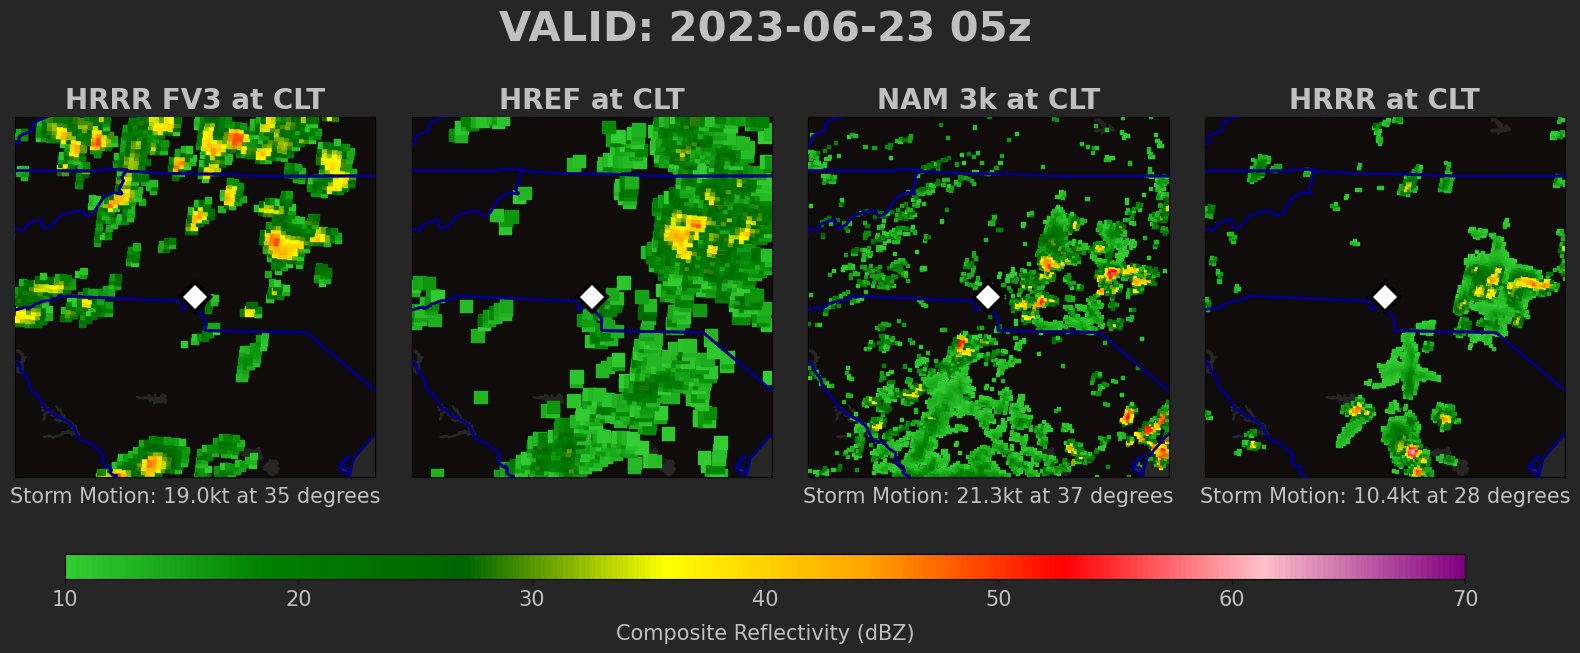 VALID: 2023-06-23 05z
HRRR FV3 at CLT
HREF at CLT
NAM 3k at CLT
HRRR at CLT
Storm Motion: 19.0kt at 35 degrees
Storm Motion: 21.3kt at 37 degrees
Storm Motion: 10.4kt at 28 degrees
10 20 30 40 50 60 70
Composite Reflectivity (dBZ)